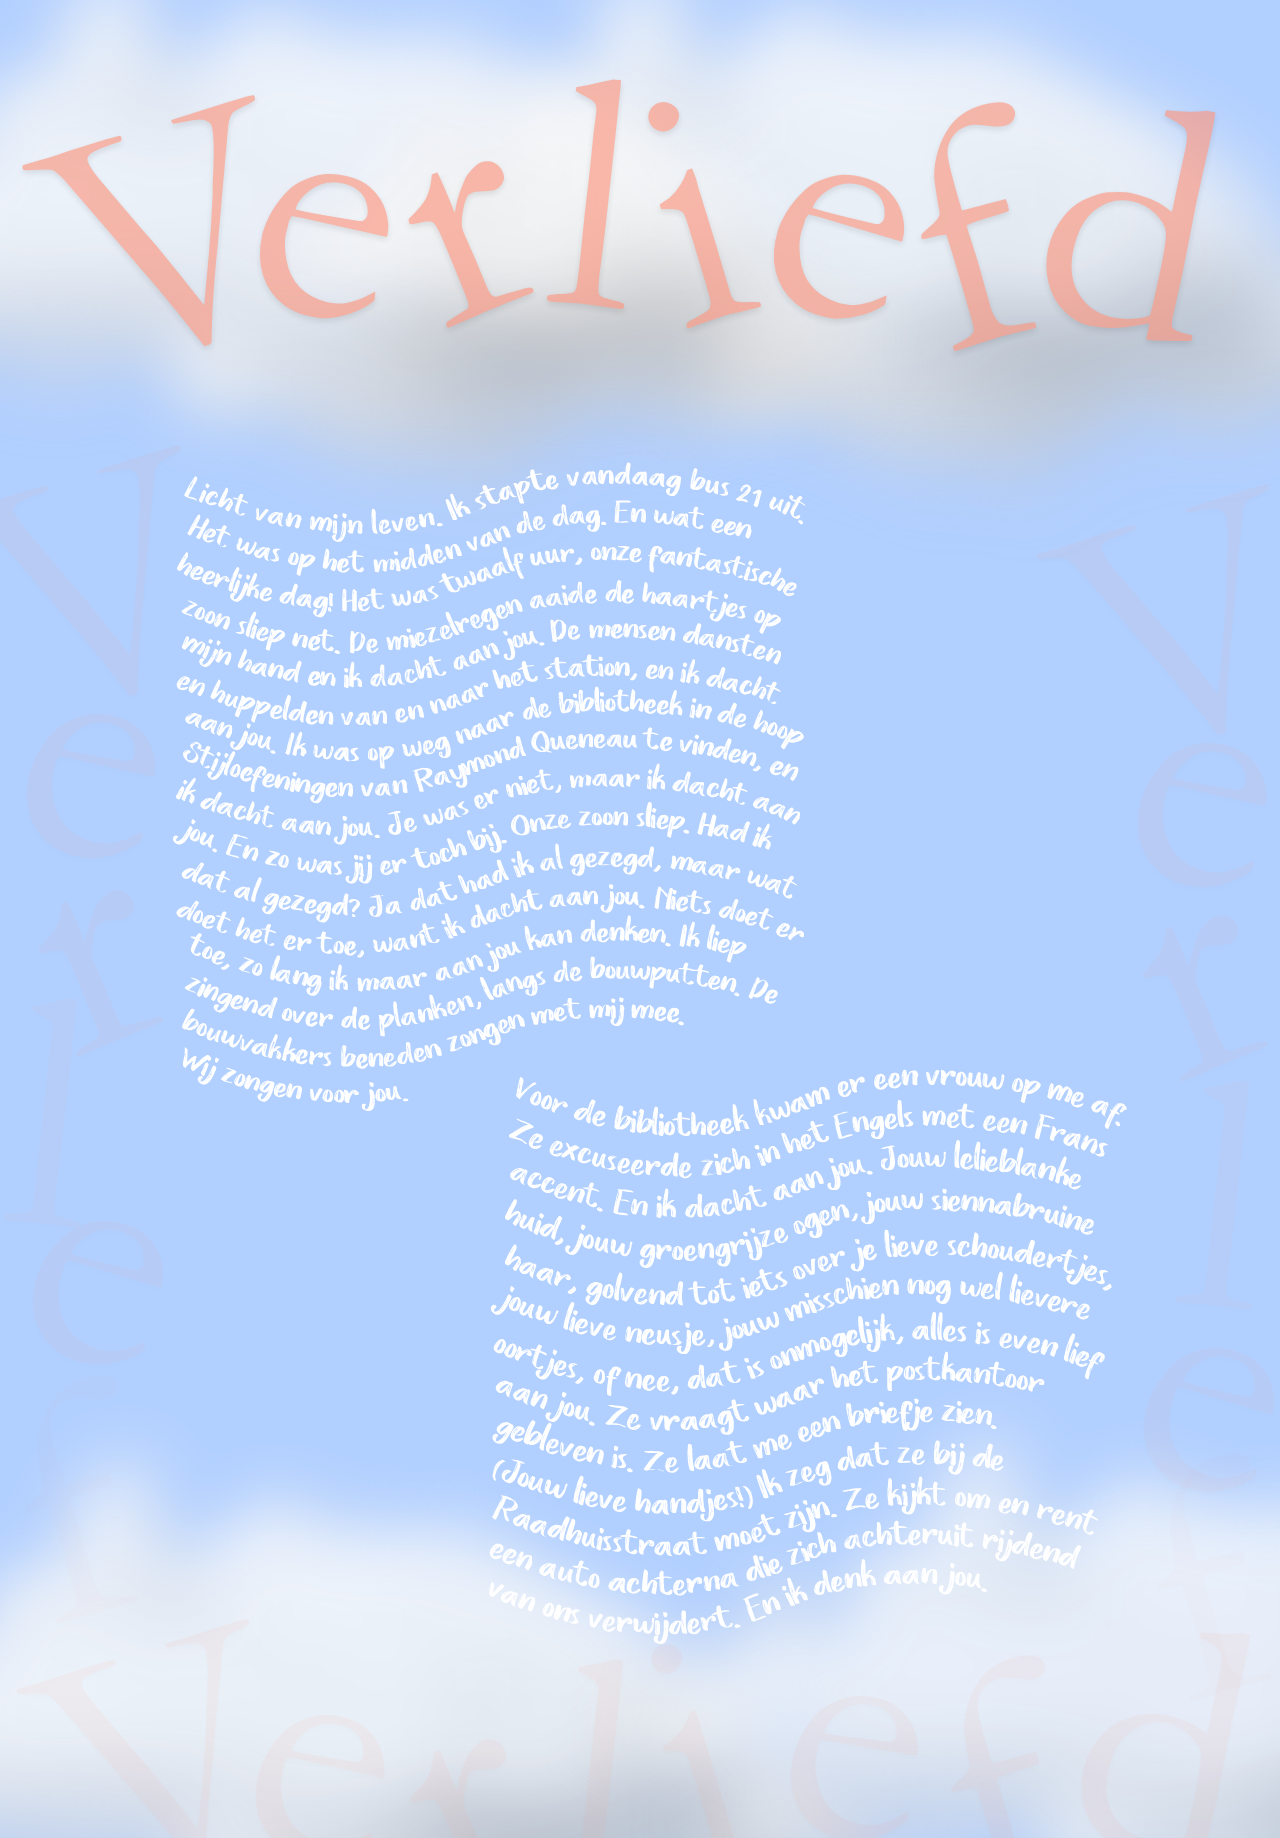 Verliefd
Licht van mijn leven. Ik stapte vandaag bus 21 uit.
Het was op het midden van de dag. En wat een
heerlijke dag! Het was twaalf uur, onze fantastische
zoon sliep net. De miezelregen aaide de haartjes op
mijn hand en ik dacht aan jou. De mensen dansten
en huppelden van en naar het station, en ik dacht
aan jou. Ik was op weg naar de bibliotheek in de hoop
Stijloefeningen van Raymond Queneau te vinden, en
ik dacht aan jou. Je was er niet, maar ik dacht aan
jou. En zo was jij er toch bij. Onze zoon sliep. Had ik
dat al gezegd? Ja dat had ik al gezegd, maar wat
doet het er toe, want ik dacht aan jou. Niets doet er
toe, zo lang ik maar aan jou kan denken. Ik liep
zingend over de planken, langs de bouwputten. De
bouwvakkers beneden zongen met mij mee.
Wij zongen voor jou.
Voor de bibliotheek kwam er een vrouw op me af.
Ze excuseerde zich in het Engels met een Frans
accent. En ik dacht aan jou. Jouw lelieblanke
huid, jouw groengrijze ogen, jouw siennabruine
haar, golvend tot iets over je lieve schoudertjes,
jouw lieve neusje, jouw misschien nog wel lievere
oortjes, of nee, dat is onmogelijk, alles is even lief
aan jou. Ze vraagt waar het postkantoor
gebleven is. Ze laat me een briefje zien.
(Jouw lieve handjes!) Ik zeg dat ze bij de
Raadhuisstraat moet zijn. Ze kijkt om en rent
een auto achterna die zich achteruit rijdend
van ons verwijdert. En ik denk aan jou.
Verlief
Verlief
Verliefd